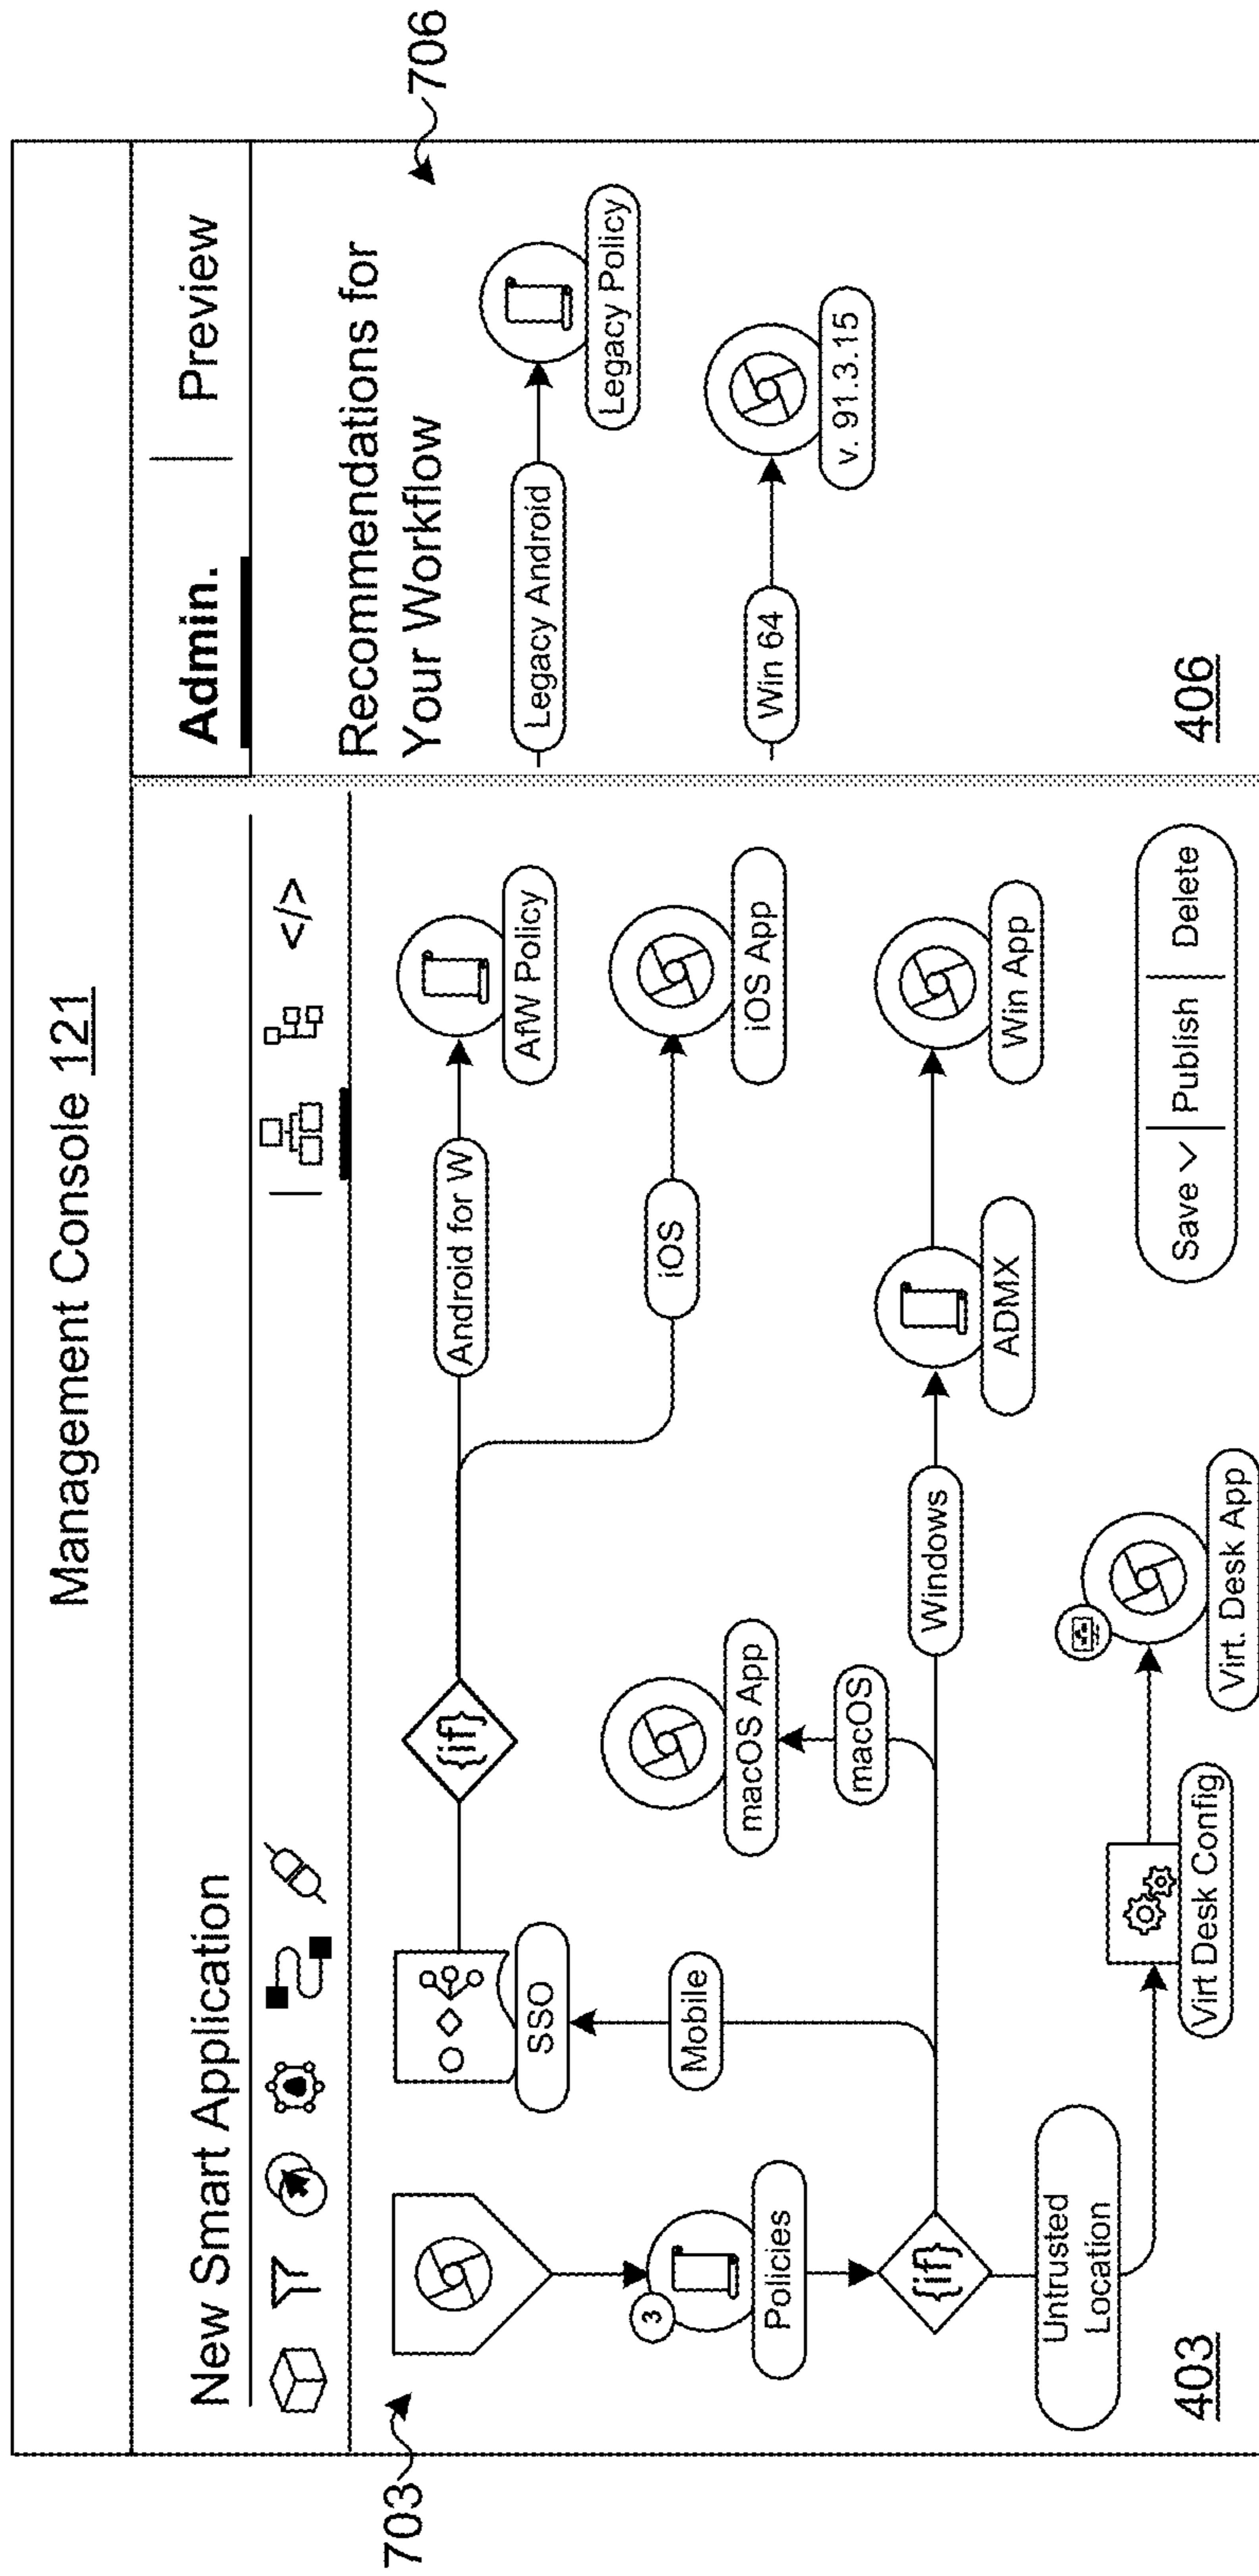 Management Console 121
New Smart Application
Admin.
Preview
</>
703
3
Policies
{if}
Untrusted
Location
403
SSO
Mobile
{if}
macOS App
macOS
Windows
Virt Desk Config
Virt. Desk App
Android for W
AfW Policy
iOS
iOS App
ADMX
Win App
Save
Publish
Delete
Recommendations for
Your Workflow
706
Legacy Android
Legacy Policy
Win 64
v. 91.3.15
406